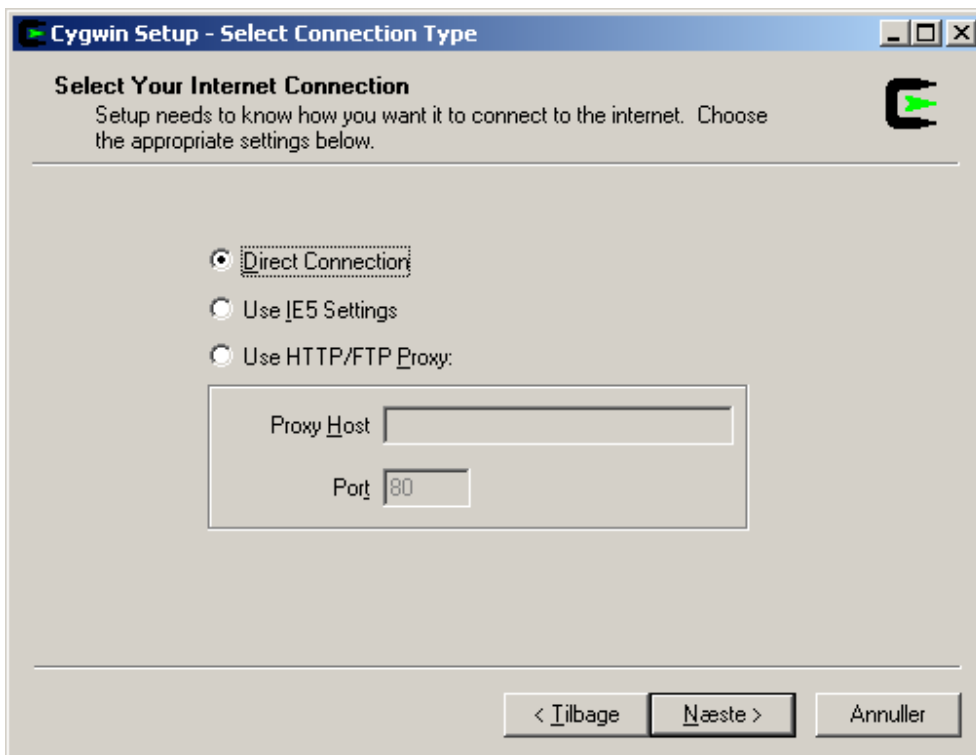 Cygwin Setup - Select Connection Type
Select Your Internet Connection
Setup needs to know how you want it to connect to the internet. Choose
the appropriate settings below.
Direct Connection
Use IE5 Settings
Use HTTP/FTP Proxy:
Proxy Host
Port 80
< Tilbage Næste > Annuller